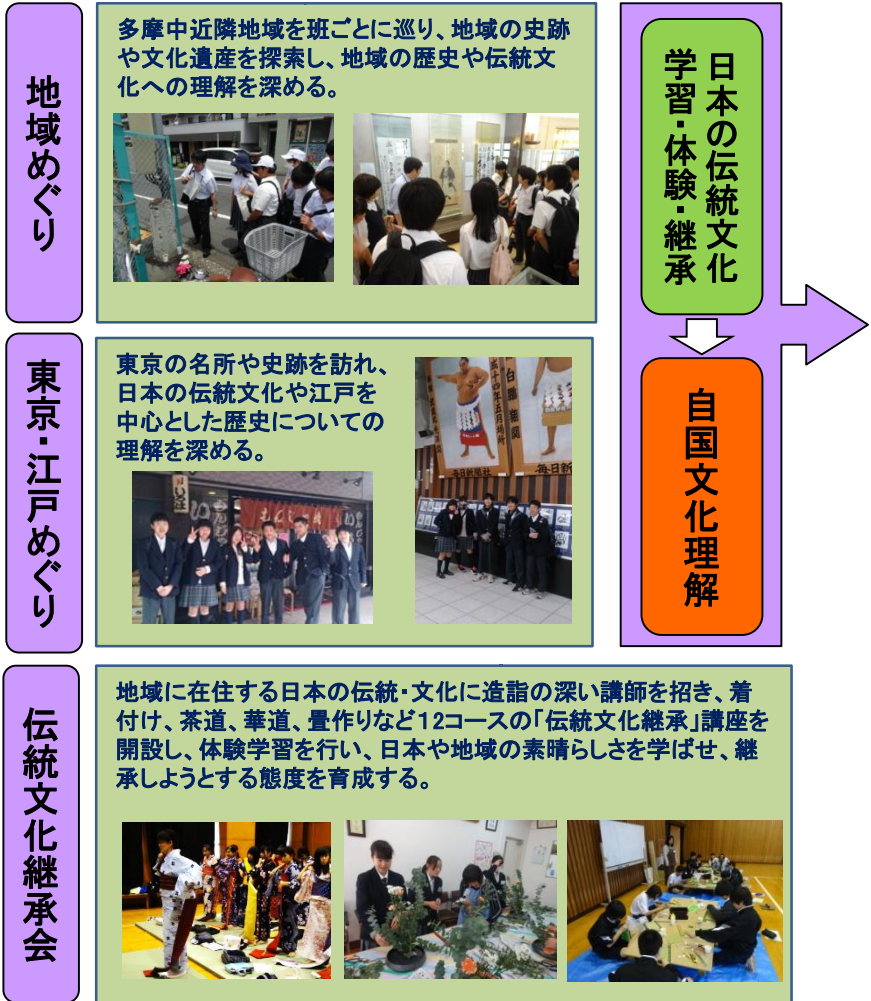 地域めぐり
多摩中近隣地域を班ごとに巡り、地域の史跡
や文化遺産を探索し、地域の歴史や伝統文
化への理解を深める。
日本の伝統文化
学習・体験・継承
自国文化理解
東京・江戸めぐり
東京の名所や史跡を訪れ、
日本の伝統文化や江戸を
中心とした歴史についての
理解を深める。
毎日新聞社
毎日新
伝統文化継承会
地域に在住する日本の伝統・文化に造詣の深い講師を招き、着
付け、茶道、華道、畳作りなど12コースの「伝統文化継承」講座を
開設し、体験学習を行い、日本や地域の素晴らしさを学ばせ、継
承しようとする態度を育成する。